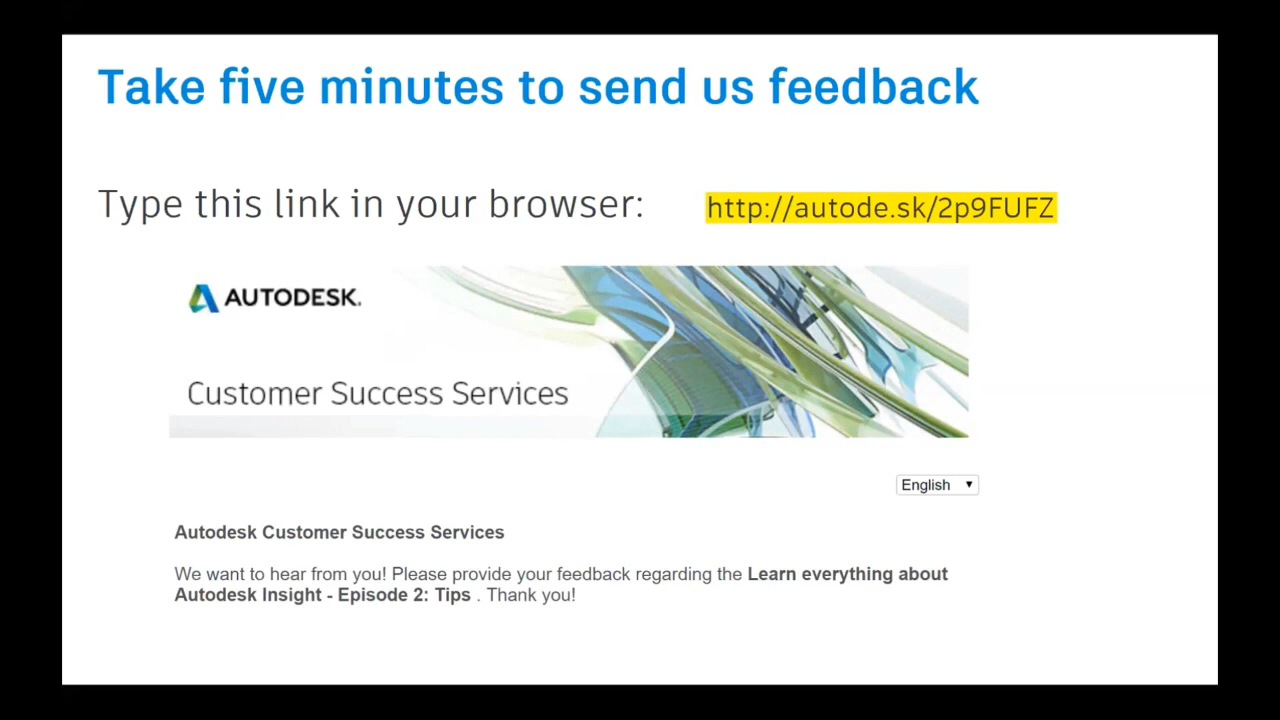 Take five minutes to send us feedback
Type this link in your browser: http://autode.sk/2p9FUFZ
AUTODESK.
Customer Success Services
English
Autodesk Customer Success Services
We want to hear from you! Please provide your feedback regarding the Learn everything about
Autodesk Insight - Episode 2: Tips . Thank you!